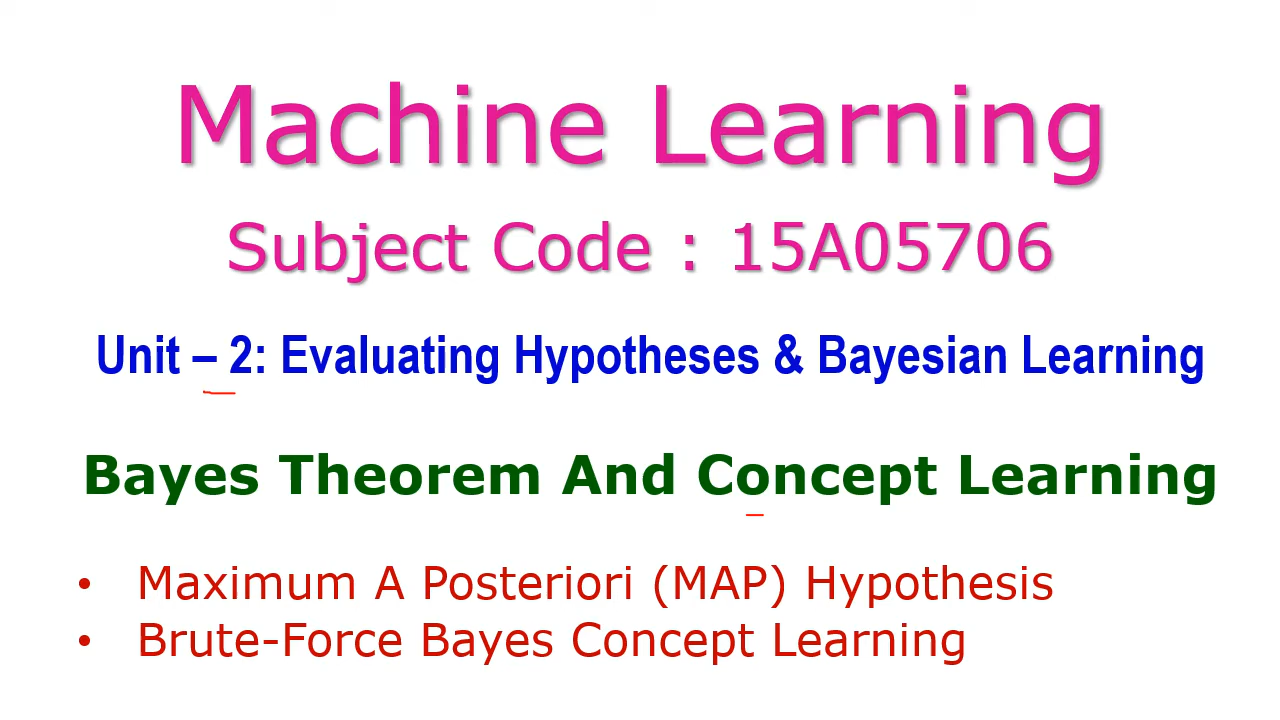 Machine Learning
Subject Code : 15A05706
Unit – 2: Evaluating Hypotheses & Bayesian Learning
Bayes Theorem And Concept Learning
• Maximum A Posteriori (MAP) Hypothesis
• Brute-Force Bayes Concept Learning